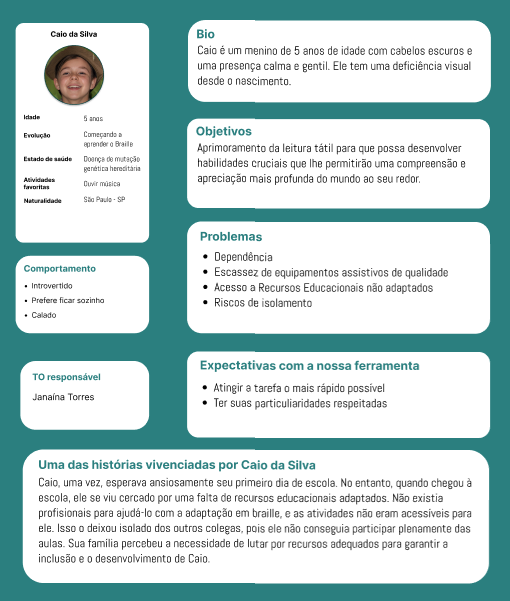 Caio da Silva
Idade 5 anos
Evolução Começando a
aprender o Braille
Estado de saúde Doença de mutação
genética hereditária
Atividades
favoritas Ouvir música
Naturalidade São Paulo - SP
Comportamento
• Introvertido
• Prefere ficar sozinho
• Calado
TO responsável
Janaína Torres
Bio
Caio é um menino de 5 anos de idade com cabelos escuros e
uma presença calma e gentil. Ele tem uma deficiência visual
desde o nascimento.
Objetivos
Aprimoramento da leitura tátil para que possa desenvolver
habilidades cruciais que lhe permitirão uma compreensão e
apreciação mais profunda do mundo ao seu redor.
Problemas
• Dependência
• Escassez de equipamentos assistivos de qualidade
• Acesso a Recursos Educacionais não adaptados
• Riscos de isolamento
Expectativas com a nossa ferramenta
• Atingir a tarefa o mais rápido possível
• Ter suas particuliaridades respeitadas
Uma das histórias vivenciadas por Caio da Silva
Caio, uma vez, esperava ansiosamente seu primeiro dia de escola. No entanto, quando chegou à
escola, ele se viu cercado por uma falta de recursos educacionais adaptados. Não existia
profissionais para ajudá-lo com a adaptação em braille, e as atividades não eram acessíveis para
ele. Isso o deixou isolado dos outros colegas, pois ele não conseguia participar plenamente das
aulas. Sua família percebeu a necessidade de lutar por recursos adequados para garantir a
inclusão e o desenvolvimento de Caio.